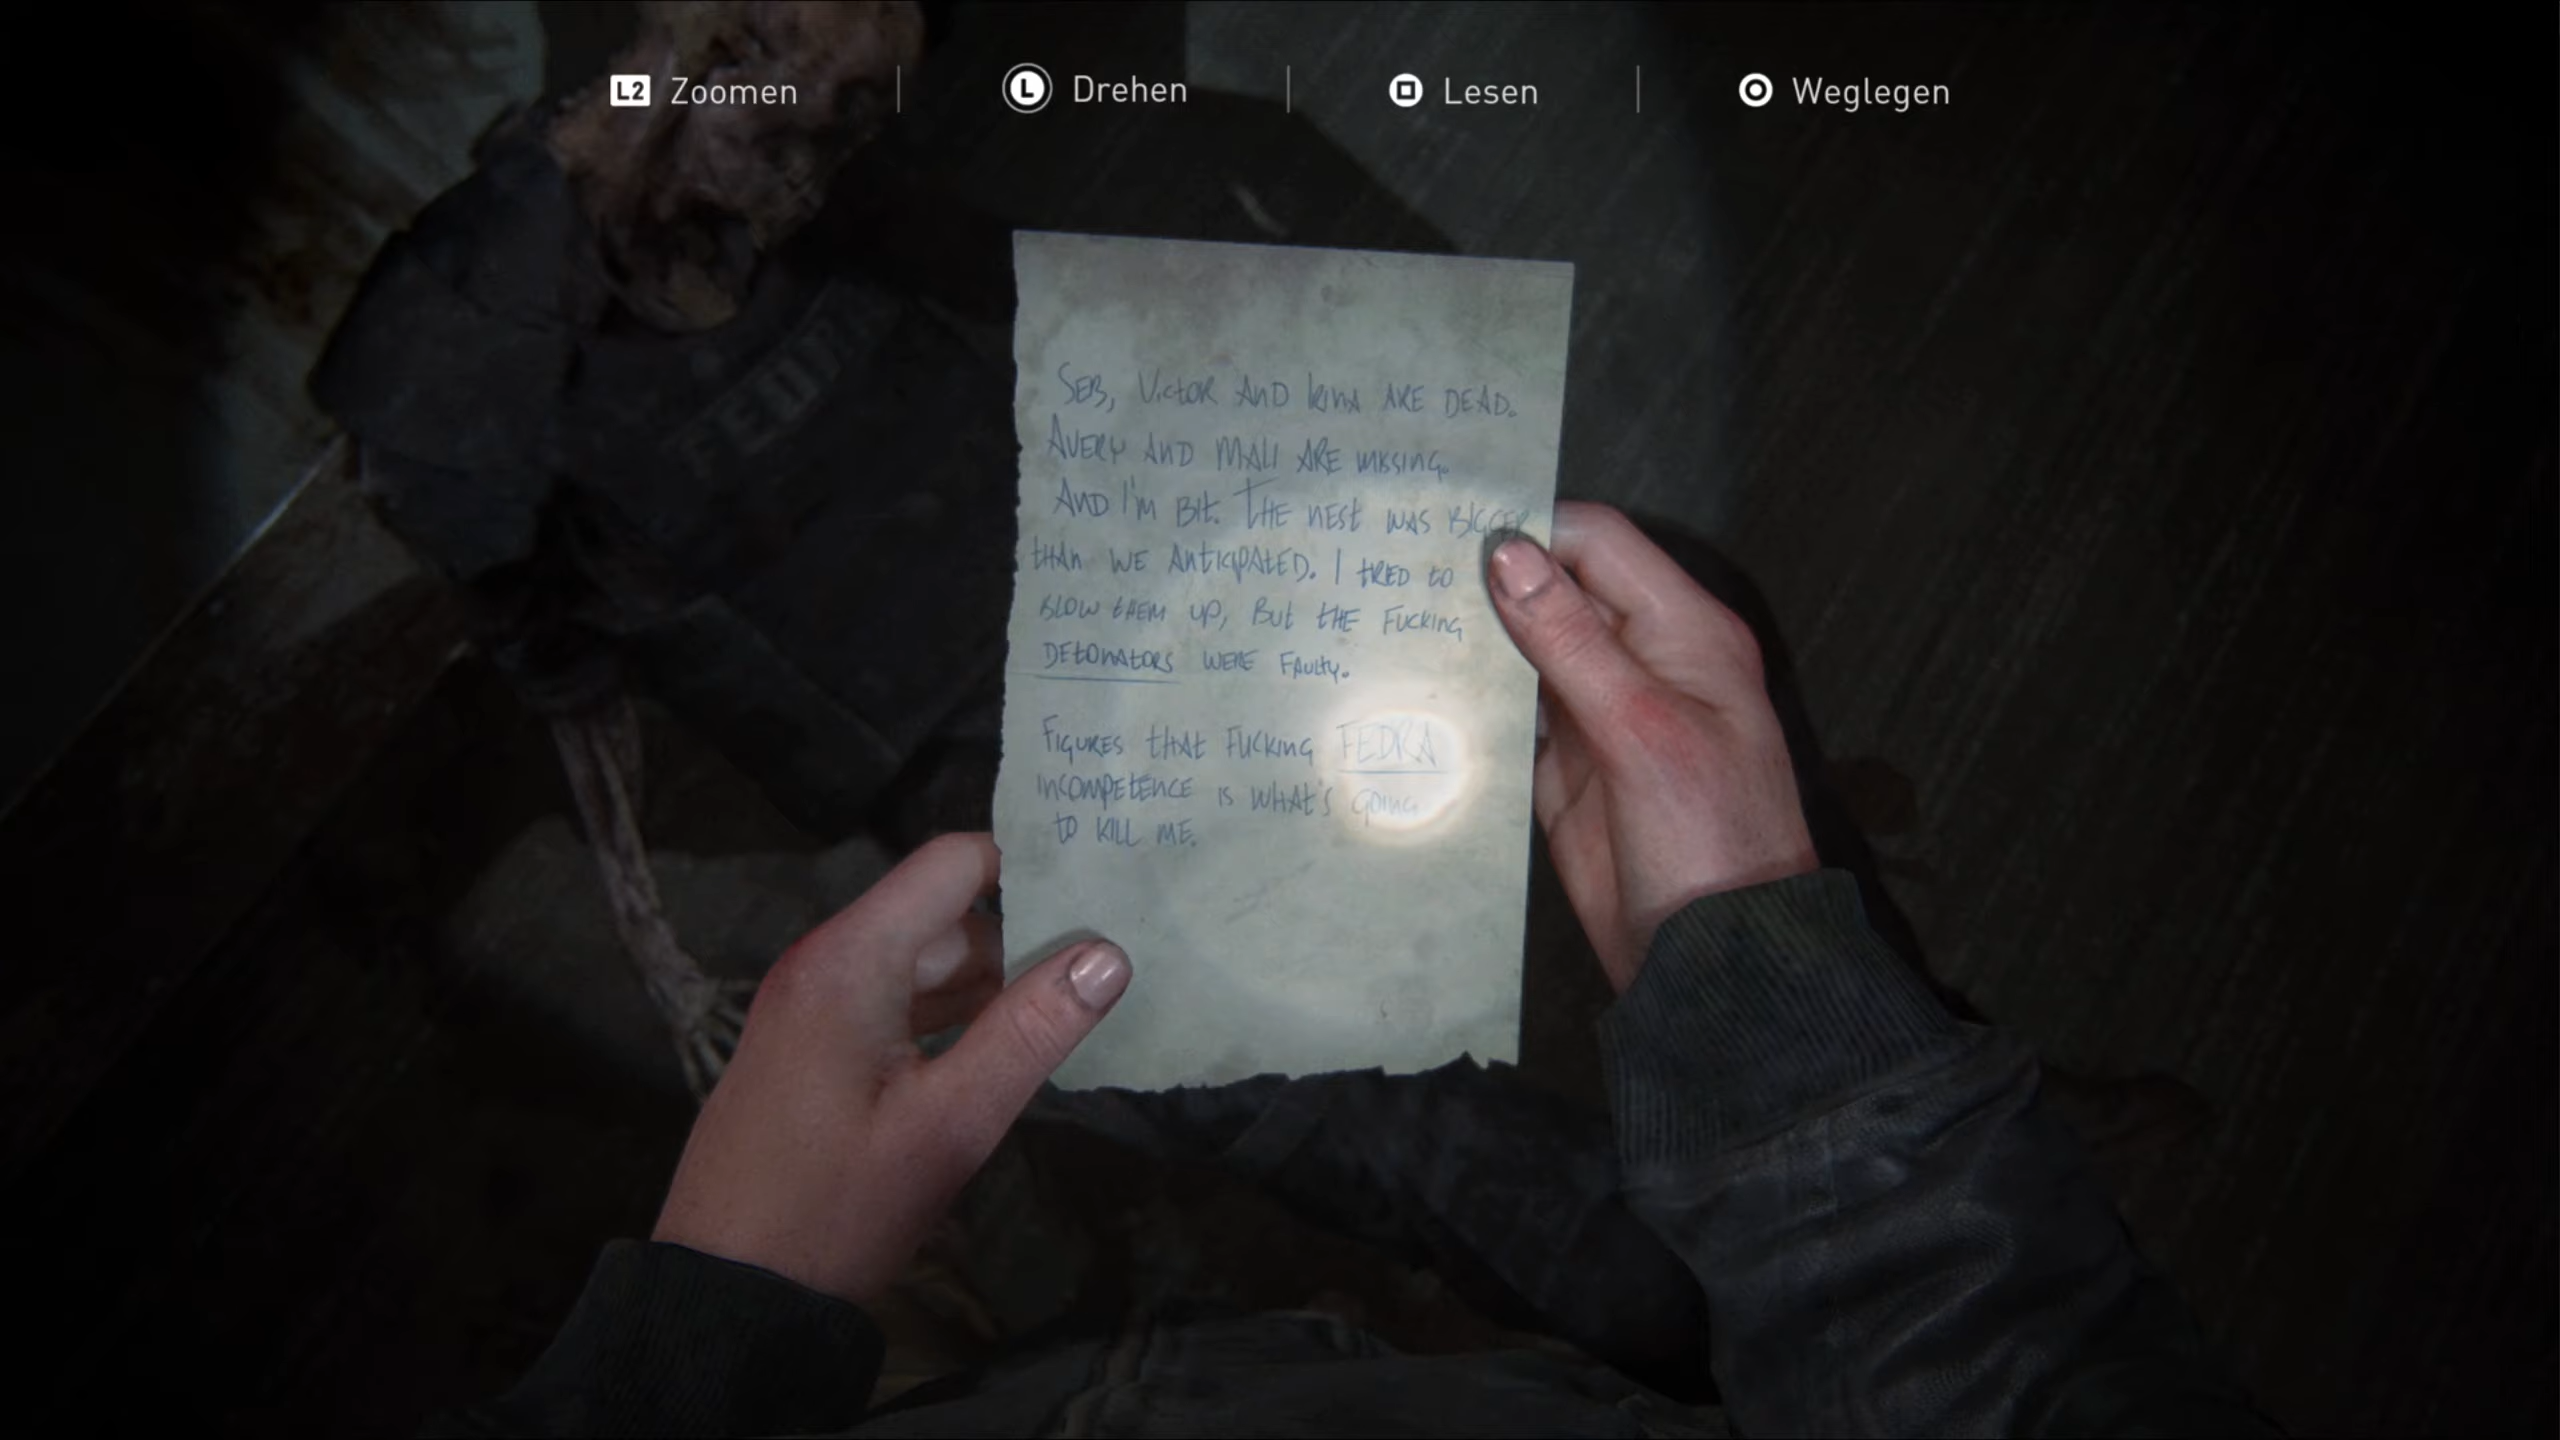 L2 Zoomen
L Drehen
Lesen
Weglegen
FEDRA
SEB, VICTOR AND IRINA ARE DEAD.
AVERY AND MALI ARE MISSING.
AND I'M BIT. THE NEST WAS BIGGER
THAN WE ANTICIPATED. I TRIED TO
BLOW THEM UP, BUT THE FUCKING
DETONATORS WERE FAULTY.
FIGURES THAT FUCKING FEDRA
INCOMPETENCE IS WHAT'S GOING
TO KILL ME.